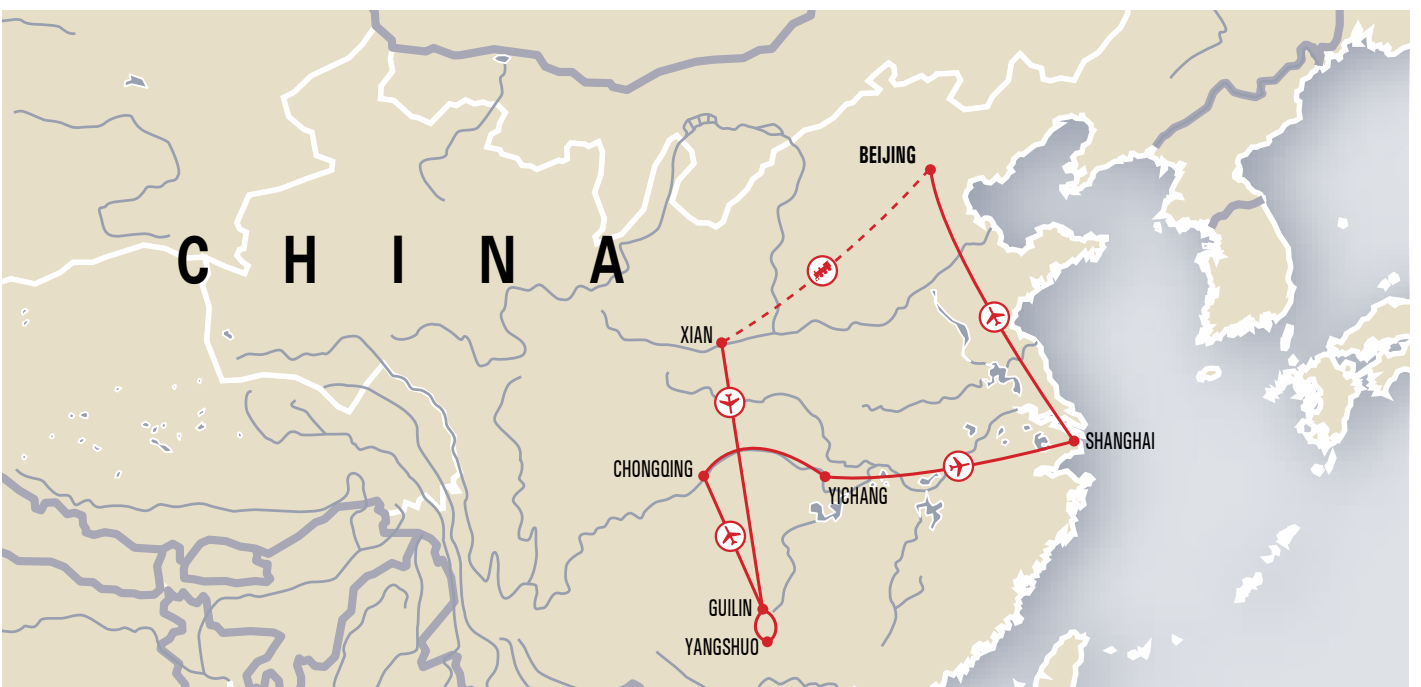 BEIJING
C H I N A
XIAN
SHANGHAI
CHONGQING
YICHANG
GUILIN
YANGSHUO